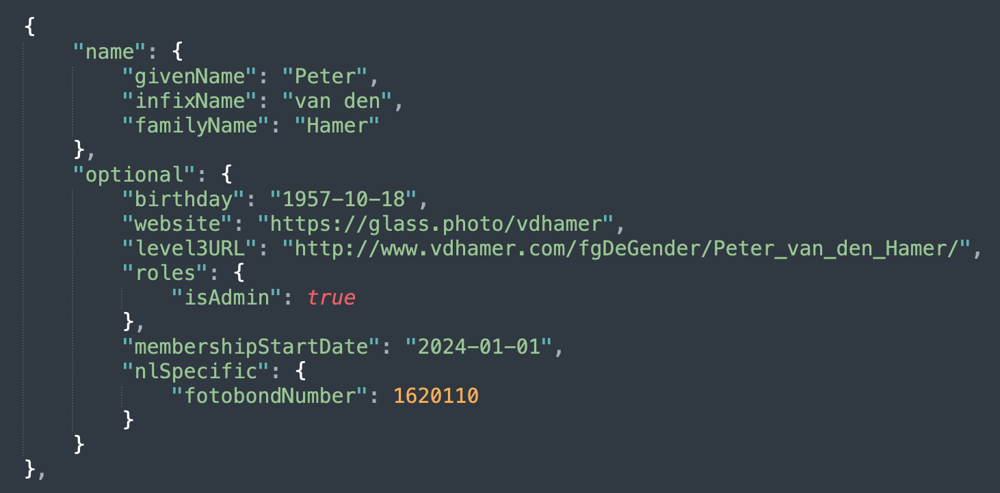 {
    "name": {
        "givenName": "Peter",
        "infixName": "van den",
        "familyName": "Hamer"
    },
    "optional": {
        "birthday": "1957-10-18",
        "website": "https://glass.photo/vdhamer",
        "level3URL": "http://www.vdhamer.com/fgDeGender/Peter_van_den_Hamer/",
        "roles": {
            "isAdmin": true
        },
        "membershipStartDate": "2024-01-01",
        "nlSpecific": {
            "fotobondNumber": 1620110
        }
    }
},